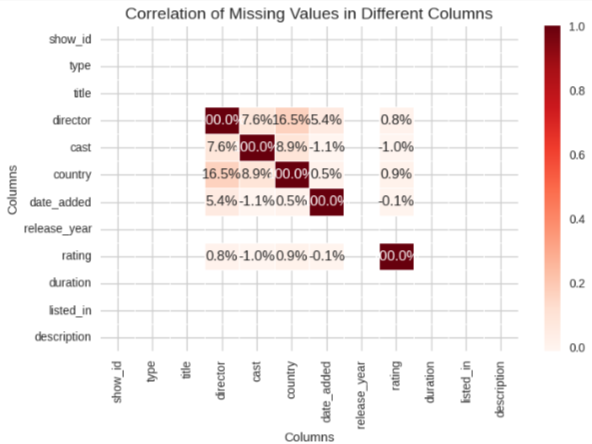 Correlation of Missing Values in Different Columns
show_id
type
title
director
cast
country
date_added
release_year
rating
duration
listed_in
description
Columns
00.0% 7.6% 16.5% 5.4% 0.8%
7.6% 00.0% 8.9% -1.1% -1.0%
16.5% 8.9% 00.0% 0.5% 0.9%
5.4% -1.1% 0.5% 00.0% -0.1%
0.8% -1.0% 0.9% -0.1% 00.0%
show_id
type
title
director
cast
country
date_added
release_year
rating
duration
listed_in
description
Columns
1.0
0.8
0.6
0.4
0.2
0.0